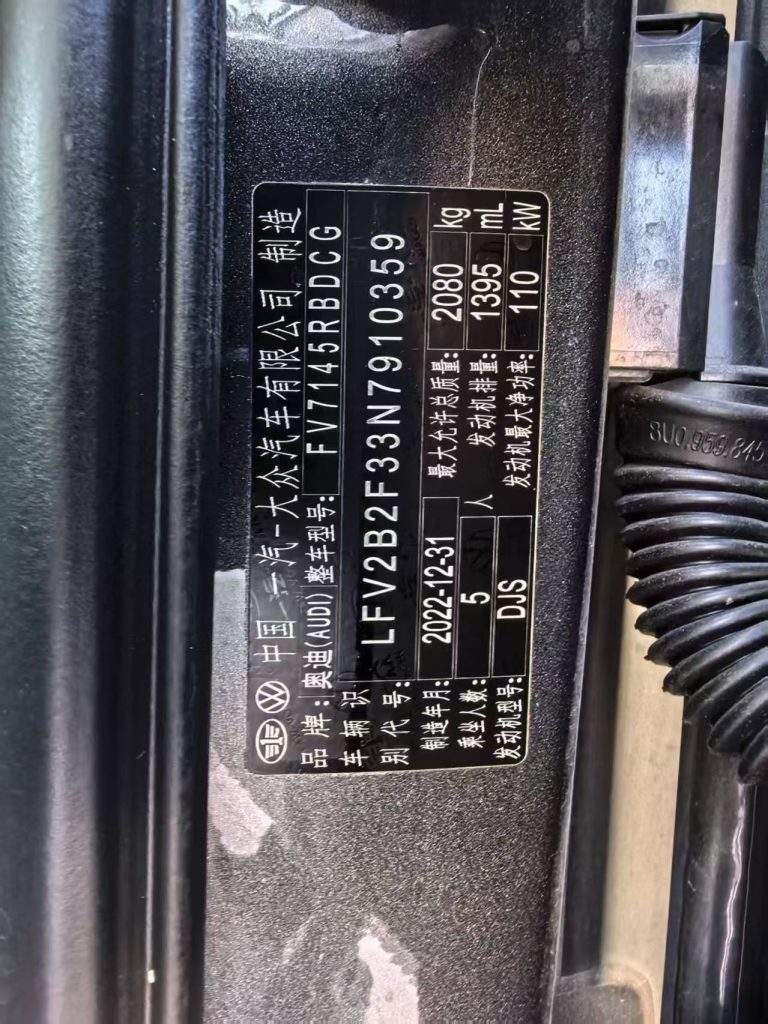 中国 一汽-大众汽车有限公司 制造
品牌:奥迪(AUDI) 整车型号: FV7145RBDCG
车辆识别代号: LFV2B2F33N7910359
制造年月: 2022-12-31 最大允许总质量: 2080 kg
乘坐人数: 5 人 发动机排量: 1395 mL
发动机型号: DJS 发动机最大净功率: 110 kW
8U0.959.845